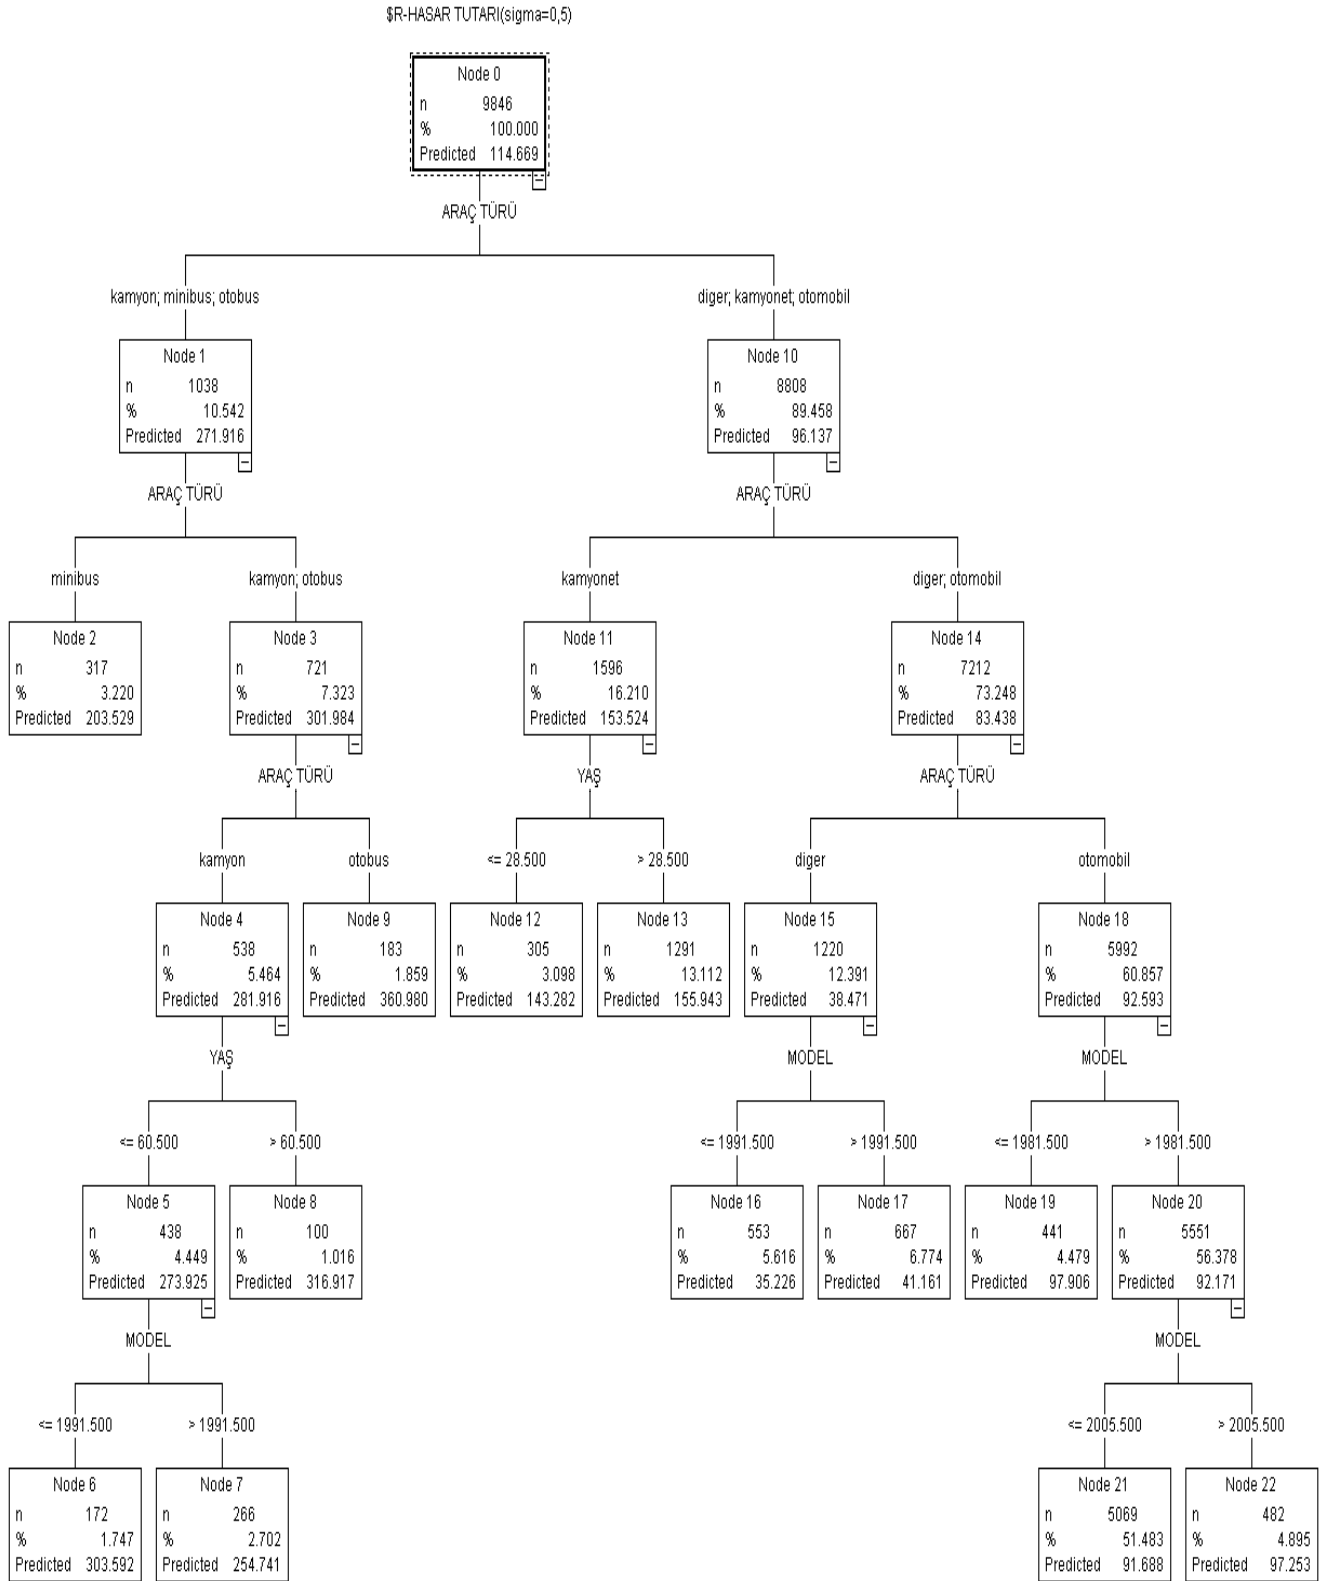 $R-HASAR TUTARI(sigma=0,5)
Node 0
n 9846
% 100.000
Predicted 114.669
ARAÇ TÜRÜ
kamyon; minibus; otobus
diger; kamyonet; otomobil
Node 1
n 1038
% 10.542
Predicted 271.916
Node 10
n 8808
% 89.458
Predicted 96.137
ARAÇ TÜRÜ
ARAÇ TÜRÜ
minibus
kamyon; otobus
kamyonet
diger; otomobil
Node 2
n 317
% 3.220
Predicted 203.529
Node 3
n 721
% 7.323
Predicted 301.984
Node 11
n 1596
% 16.210
Predicted 153.524
Node 14
n 7212
% 73.248
Predicted 83.438
ARAÇ TÜRÜ
YAŞ
ARAÇ TÜRÜ
kamyon
otobus
<= 28.500
> 28.500
diger
otomobil
Node 4
n 538
% 5.464
Predicted 281.916
Node 9
n 183
% 1.859
Predicted 360.980
Node 12
n 305
% 3.098
Predicted 143.282
Node 13
n 1291
% 13.112
Predicted 155.943
Node 15
n 1220
% 12.391
Predicted 38.471
Node 18
n 5992
% 60.857
Predicted 92.593
YAŞ
MODEL
MODEL
<= 60.500
> 60.500
<= 1991.500
> 1991.500
<= 1981.500
> 1981.500
Node 5
n 438
% 4.449
Predicted 273.925
Node 8
n 100
% 1.016
Predicted 316.917
Node 16
n 553
% 5.616
Predicted 35.226
Node 17
n 667
% 6.774
Predicted 41.161
Node 19
n 441
% 4.479
Predicted 97.906
Node 20
n 5551
% 56.378
Predicted 92.171
MODEL
MODEL
<= 1991.500
> 1991.500
<= 2005.500
> 2005.500
Node 6
n 172
% 1.747
Predicted 303.592
Node 7
n 266
% 2.702
Predicted 254.741
Node 21
n 5069
% 51.483
Predicted 91.688
Node 22
n 482
% 4.895
Predicted 97.253